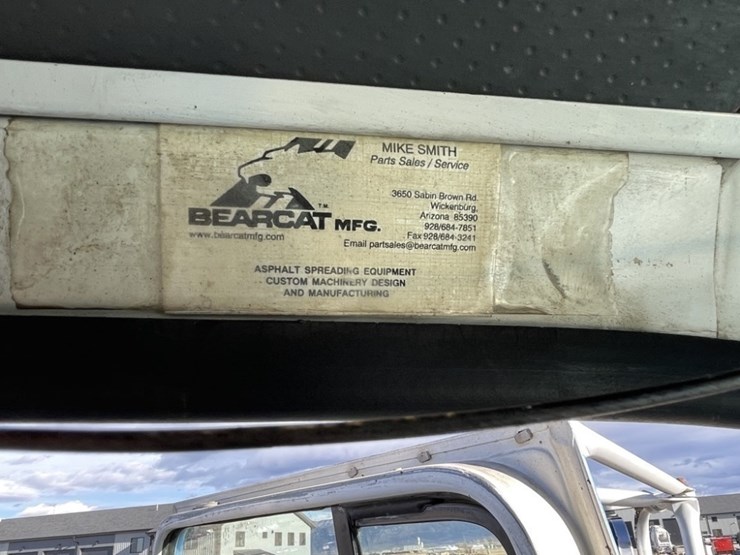 MIKE SMITH
Parts Sales / Service
3650 Sabin Brown Rd.
Wickenburg,
Arizona 85390
928/684-7851
Fax 928/684-3241
Email partsales@bearcatmfg.com
BEARCAT MFG. TM
www.bearcatmfg.com
ASPHALT SPREADING EQUIPMENT
CUSTOM MACHINERY DESIGN
AND MANUFACTURING